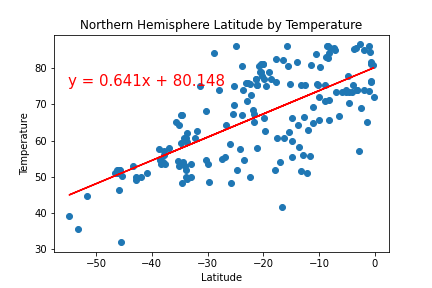 Northern Hemisphere Latitude by Temperature
y = 0.641x + 80.148
Temperature
80
70
60
50
40
30
−50 −40 −30 −20 −10 0
Latitude